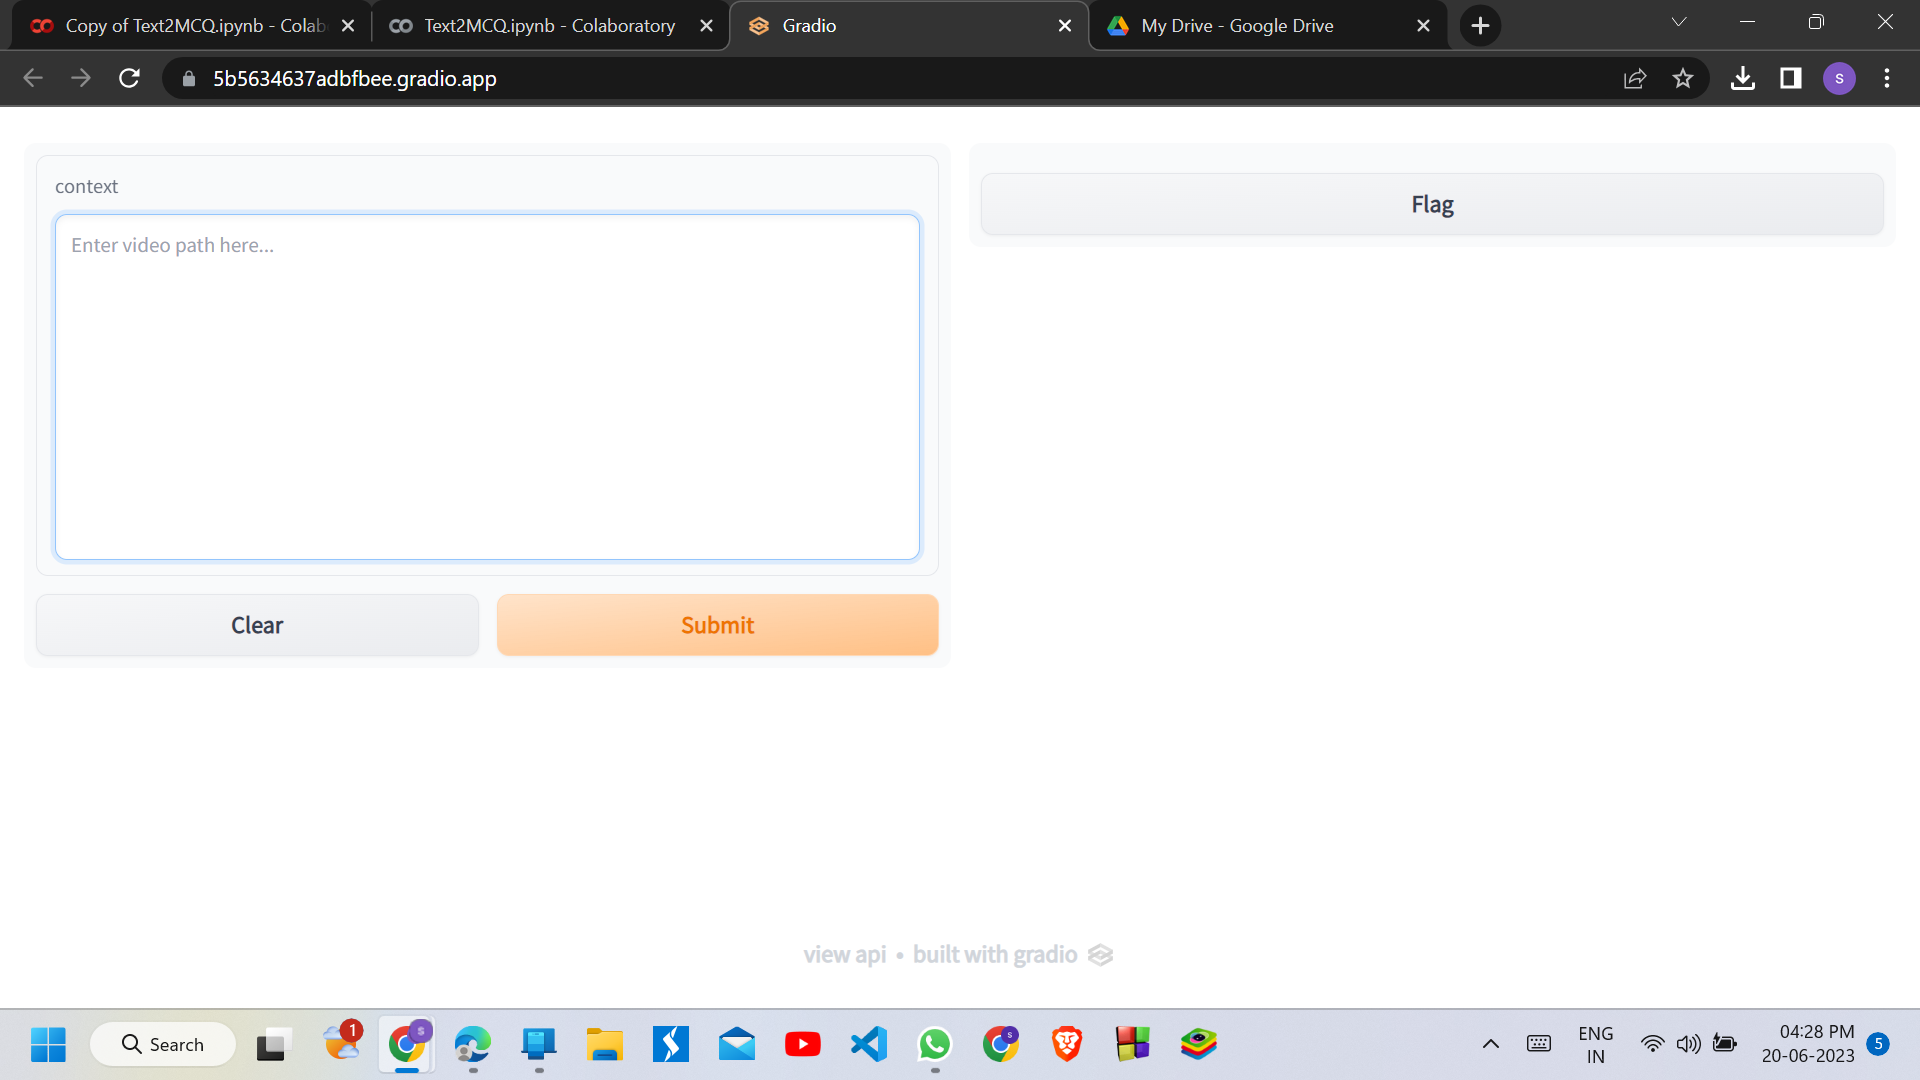 Copy of Text2MCQ.ipynb - Colab
Text2MCQ.ipynb - Colaboratory
Gradio
My Drive - Google Drive
5b5634637adbfbee.gradio.app
s
context
Enter video path here...
Clear
Submit
Flag
view api • built with gradio
1
s
Search
s
ENG
IN
04:28 PM
20-06-2023
5